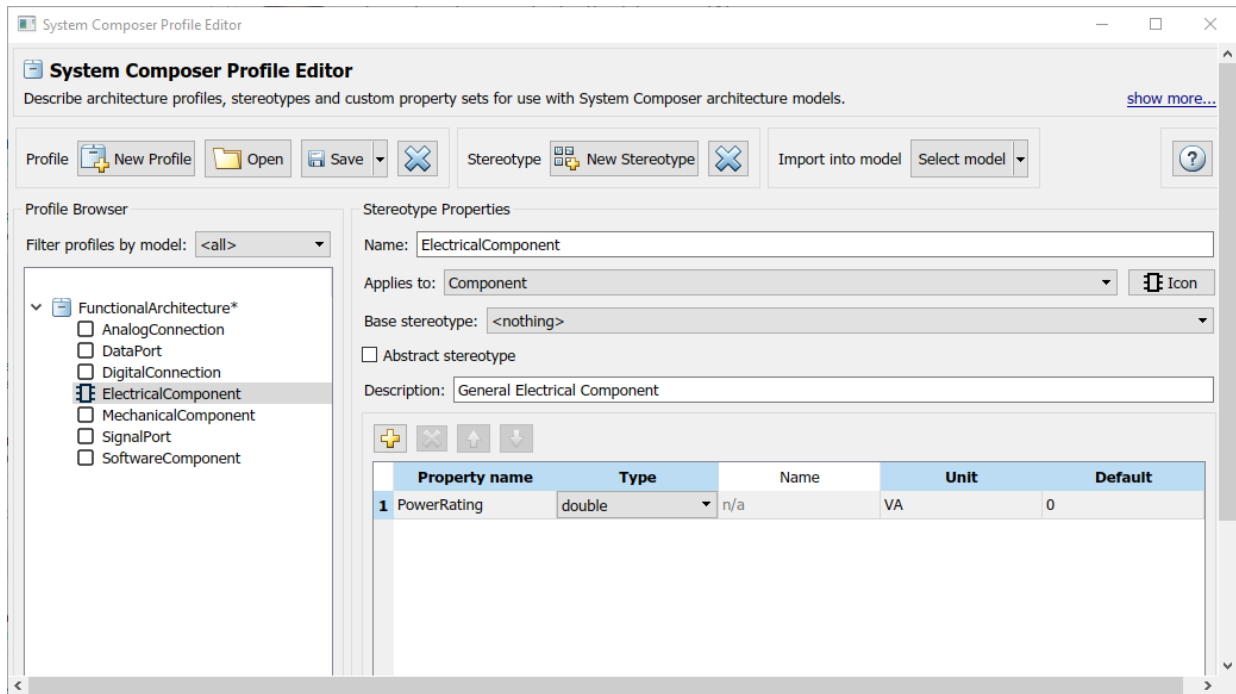 System Composer Profile Editor
System Composer Profile Editor
Describe architecture profiles, stereotypes and custom property sets for use with System Composer architecture models.
show more...
Profile New Profile Open Save Stereotype New Stereotype Import into model Select model ?
Profile Browser
Filter profiles by model: <all>
FunctionalArchitecture*
AnalogConnection
DataPort
DigitalConnection
ElectricalComponent
MechanicalComponent
SignalPort
SoftwareComponent
Stereotype Properties
Name: ElectricalComponent
Applies to: Component Icon
Base stereotype: <nothing>
Abstract stereotype
Description: General Electrical Component
Property name Type Name Unit Default
1 PowerRating double n/a VA 0